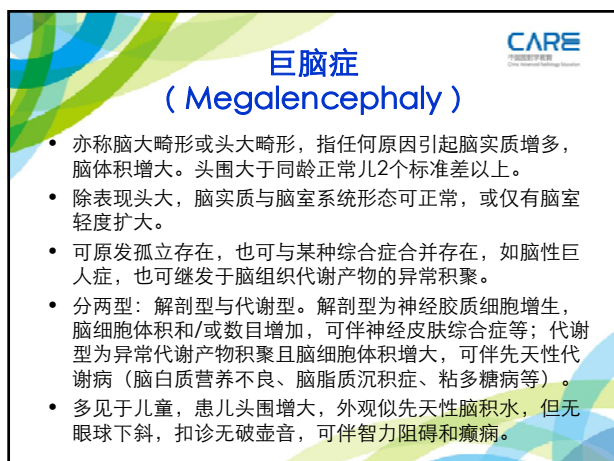 CARE
中国放射学教育
China Advanced Radiology Education
巨脑症
（Megalencephaly）
• 亦称脑大畸形或头大畸形，指任何原因引起脑实质增多，
脑体积增大。头围大于同龄正常儿2个标准差以上。
• 除表现头大，脑实质与脑室系统形态可正常，或仅有脑室
轻度扩大。
• 可原发孤立存在，也可与某种综合症合并存在，如脑性巨
人症，也可继发于脑组织代谢产物的异常积聚。
• 分两型：解剖型与代谢型。解剖型为神经胶质细胞增生，
脑细胞体积和/或数目增加，可伴神经皮肤综合症等；代谢
型为异常代谢产物积聚且脑细胞体积增大，可伴先天性代
谢病（脑白质营养不良、脑脂质沉积症、粘多糖病等）。
• 多见于儿童，患儿头围增大，外观似先天性脑积水，但无
眼球下斜，扣诊无破壶音，可伴智力阻碍和癫痫。